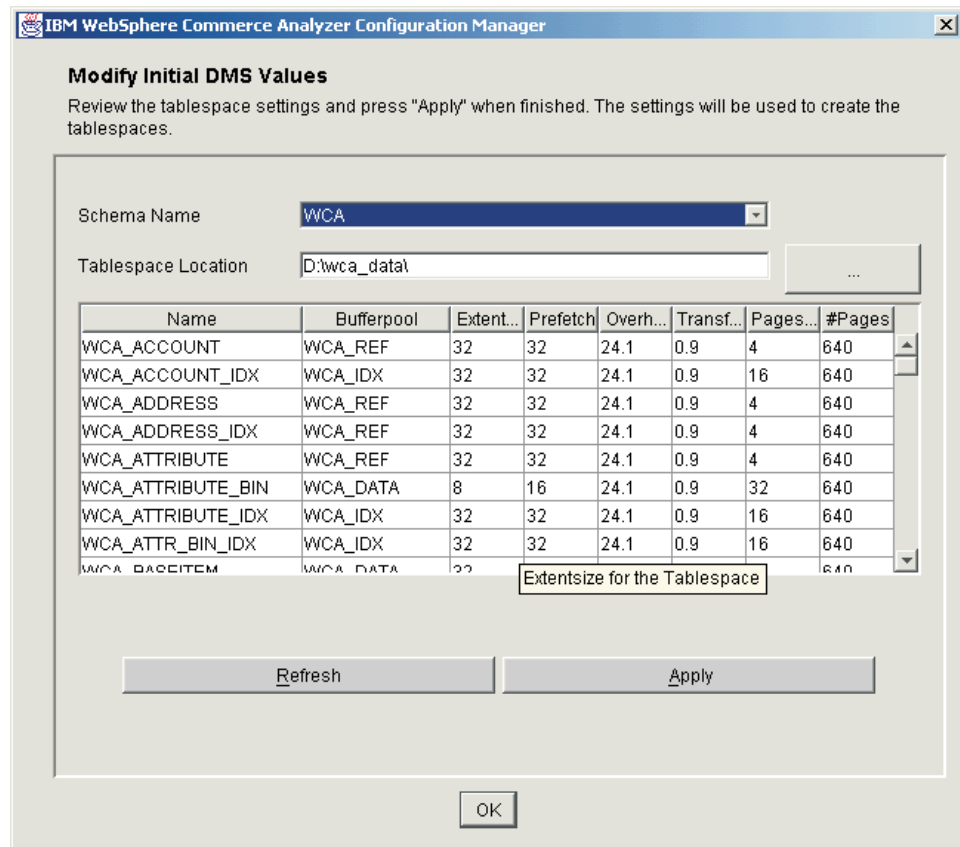 IBM WebSphere Commerce Analyzer Configuration Manager
Modify Initial DMS Values
Review the tablespace settings and press "Apply" when finished. The settings will be used to create the
tablespaces.
Schema Name WCA
Tablespace Location D:\wca_data\ ...
Name Bufferpool Extent... Prefetch Overh... Transf... Pages... #Pages
WCA_ACCOUNT WCA_REF 32 32 24.1 0.9 4 640
WCA_ACCOUNT_IDX WCA_IDX 32 32 24.1 0.9 16 640
WCA_ADDRESS WCA_REF 32 32 24.1 0.9 4 640
WCA_ADDRESS_IDX WCA_REF 32 32 24.1 0.9 4 640
WCA_ATTRIBUTE WCA_REF 32 32 24.1 0.9 4 640
WCA_ATTRIBUTE_BIN WCA_DATA 8 16 24.1 0.9 32 640
WCA_ATTRIBUTE_IDX WCA_IDX 32 32 24.1 0.9 16 640
WCA_ATTR_BIN_IDX WCA_IDX 32 32 24.1 0.9 16 640
WCA_BASEITEM WCA_DATA 32 640
Extentsize for the Tablespace
Refresh Apply
OK